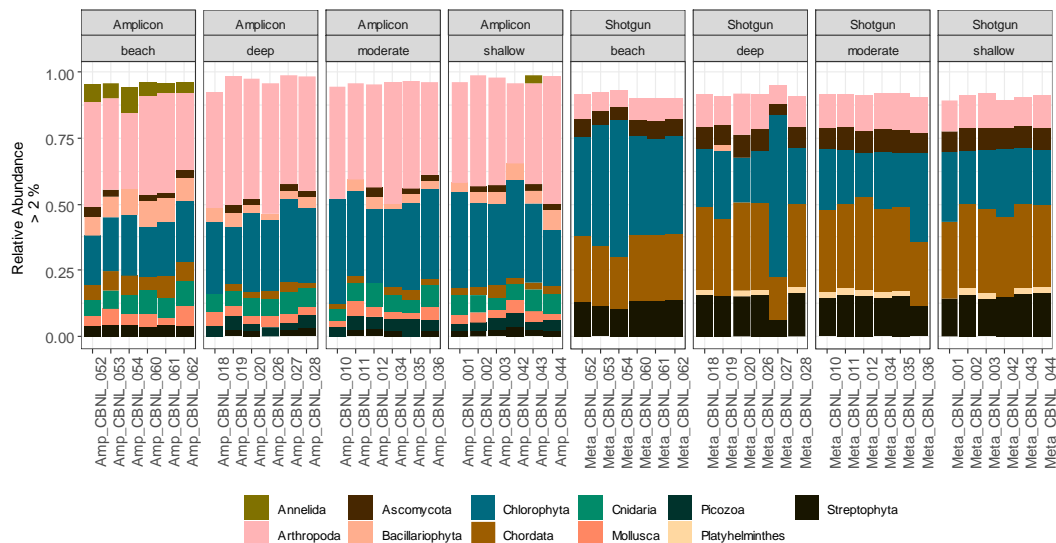 Amplicon Amplicon Amplicon Amplicon Shotgun Shotgun Shotgun Shotgun
beach deep moderate shallow beach deep moderate shallow
Relative Abundance
> 2 %
1.00
0.75
0.50
0.25
0.00
Amp_CBNL_052
Amp_CBNL_053
Amp_CBNL_054
Amp_CBNL_060
Amp_CBNL_061
Amp_CBNL_062
Amp_CBNL_018
Amp_CBNL_019
Amp_CBNL_020
Amp_CBNL_026
Amp_CBNL_027
Amp_CBNL_028
Amp_CBNL_010
Amp_CBNL_011
Amp_CBNL_012
Amp_CBNL_034
Amp_CBNL_035
Amp_CBNL_036
Amp_CBNL_001
Amp_CBNL_002
Amp_CBNL_003
Amp_CBNL_042
Amp_CBNL_043
Amp_CBNL_044
Meta_CBNL_052
Meta_CBNL_053
Meta_CBNL_054
Meta_CBNL_060
Meta_CBNL_061
Meta_CBNL_062
Meta_CBNL_018
Meta_CBNL_019
Meta_CBNL_020
Meta_CBNL_026
Meta_CBNL_027
Meta_CBNL_028
Meta_CBNL_010
Meta_CBNL_011
Meta_CBNL_012
Meta_CBNL_034
Meta_CBNL_035
Meta_CBNL_036
Meta_CBNL_001
Meta_CBNL_002
Meta_CBNL_003
Meta_CBNL_042
Meta_CBNL_043
Meta_CBNL_044
Annelida Ascomycota Chlorophyta Cnidaria Picozoa Streptophyta
Arthropoda Bacillariophyta Chordata Mollusca Platyhelminthes